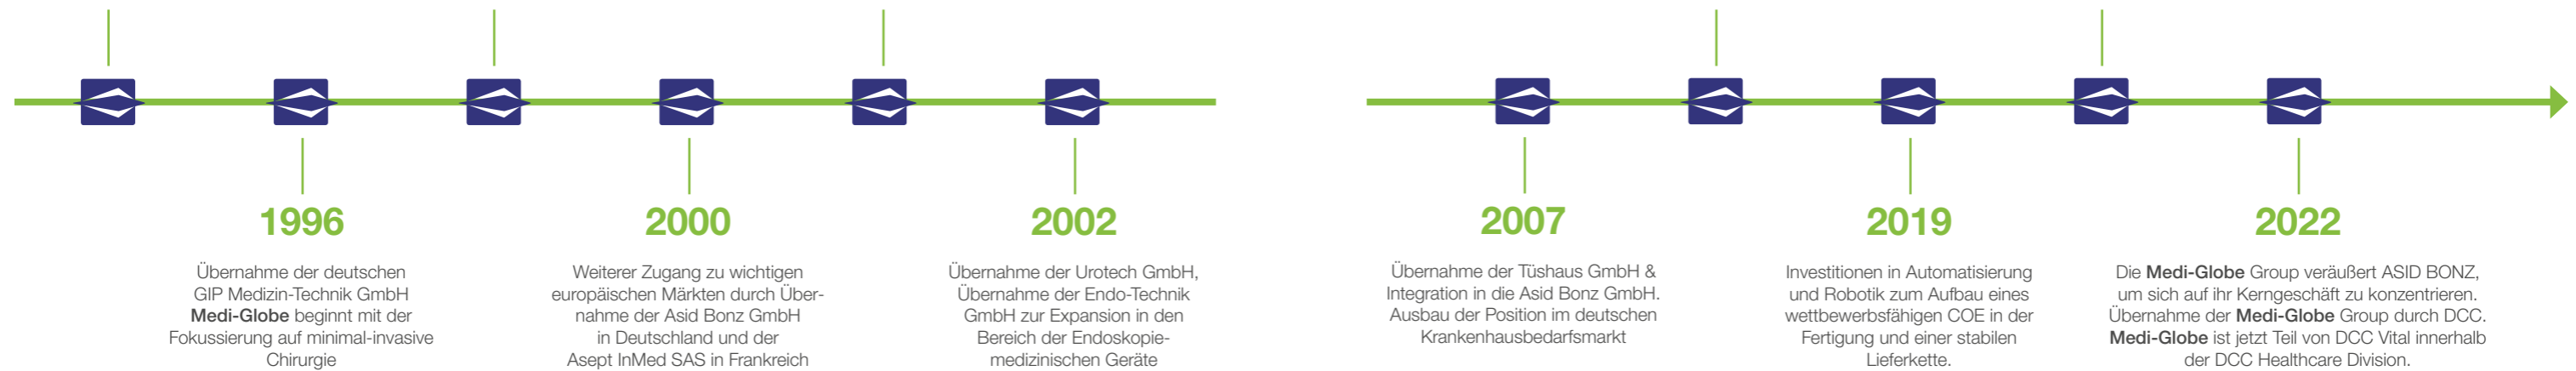 1996
Übernahme der deutschen
GIP Medizin-Technik GmbH
Medi-Globe beginnt mit der
Fokussierung auf minimal-invasive
Chirurgie
2000
Weiterer Zugang zu wichtigen
europäischen Märkten durch Über-
nahme der Asid Bonz GmbH
in Deutschland und der
Asept InMed SAS in Frankreich
2002
Übernahme der Urotech GmbH,
Übernahme der Endo-Technik
GmbH zur Expansion in den
Bereich der Endoskopie-
medizinischen Geräte
2007
Übernahme der Tüshaus GmbH &
Integration in die Asid Bonz GmbH.
Ausbau der Position im deutschen
Krankenhausbedarfsmarkt
2019
Investitionen in Automatisierung
und Robotik zum Aufbau eines
wettbewerbsfähigen COE in der
Fertigung und einer stabilen
Lieferkette.
2022
Die Medi-Globe Group veräußert ASID BONZ,
um sich auf ihr Kerngeschäft zu konzentrieren.
Übernahme der Medi-Globe Group durch DCC.
Medi-Globe ist jetzt Teil von DCC Vital innerhalb
der DCC Healthcare Division.